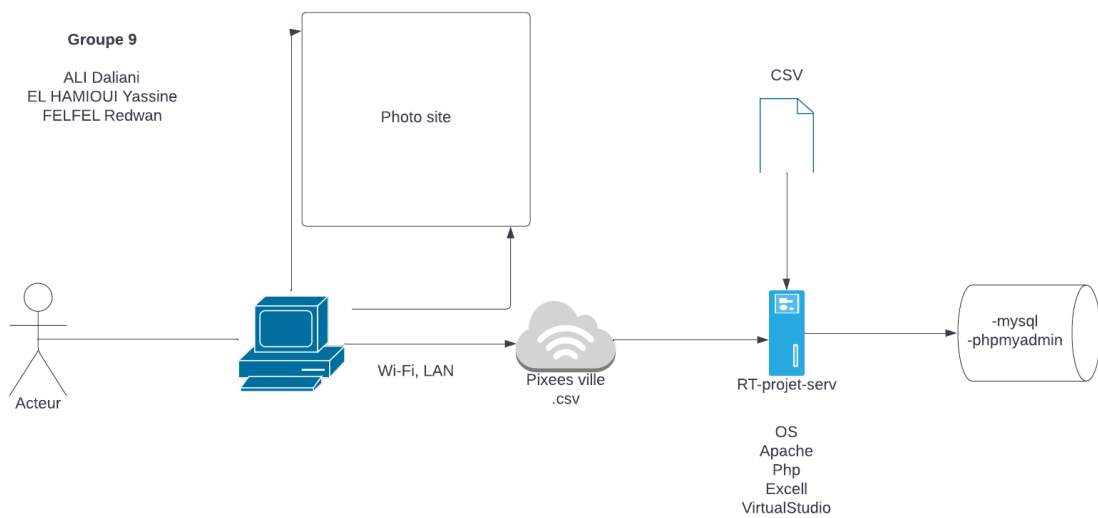 Groupe 9
ALI Daliani
EL HAMIOUI Yassine
FELFEL Redwan
Photo site
CSV
Acteur
Wi-Fi, LAN
Pixees ville
.csv
RT-projet-serv
OS
Apache
Php
Excell
VirtualStudio
-mysql
-phpmyadmin